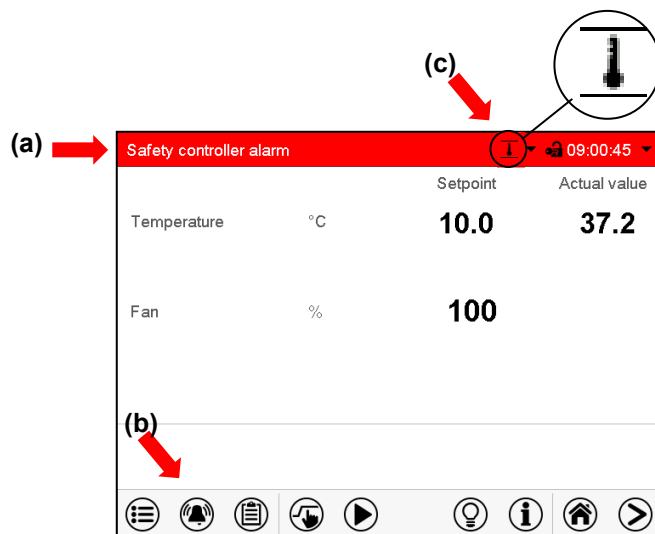 (c)
(a)
Safety controller alarm 09:00:45
Setpoint Actual value
Temperature °C 10.0 37.2
Fan % 100
(b)